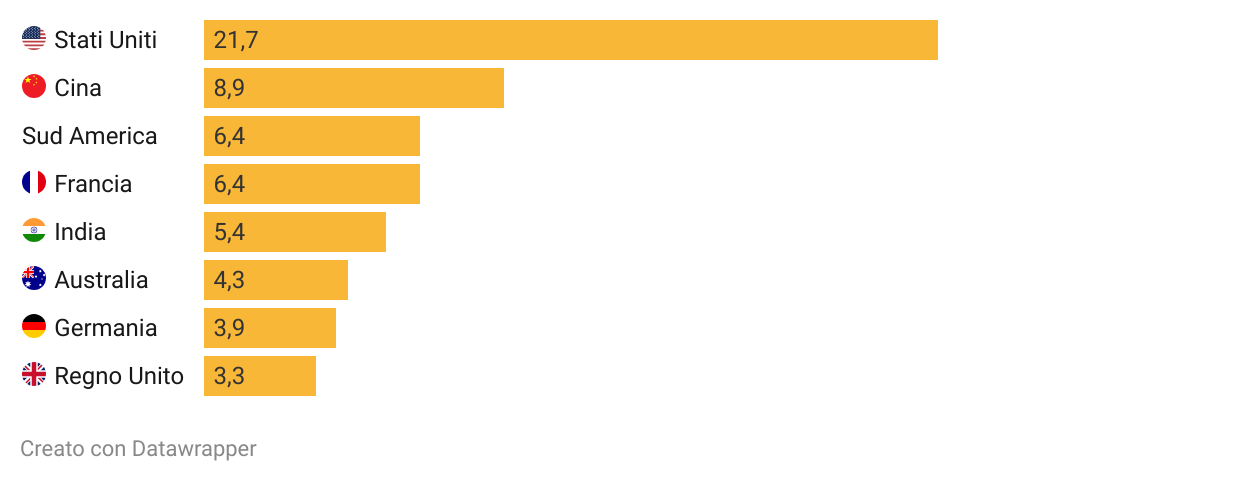 Stati Uniti 21,7
Cina 8,9
Sud America 6,4
Francia 6,4
India 5,4
Australia 4,3
Germania 3,9
Regno Unito 3,3
Creato con Datawrapper